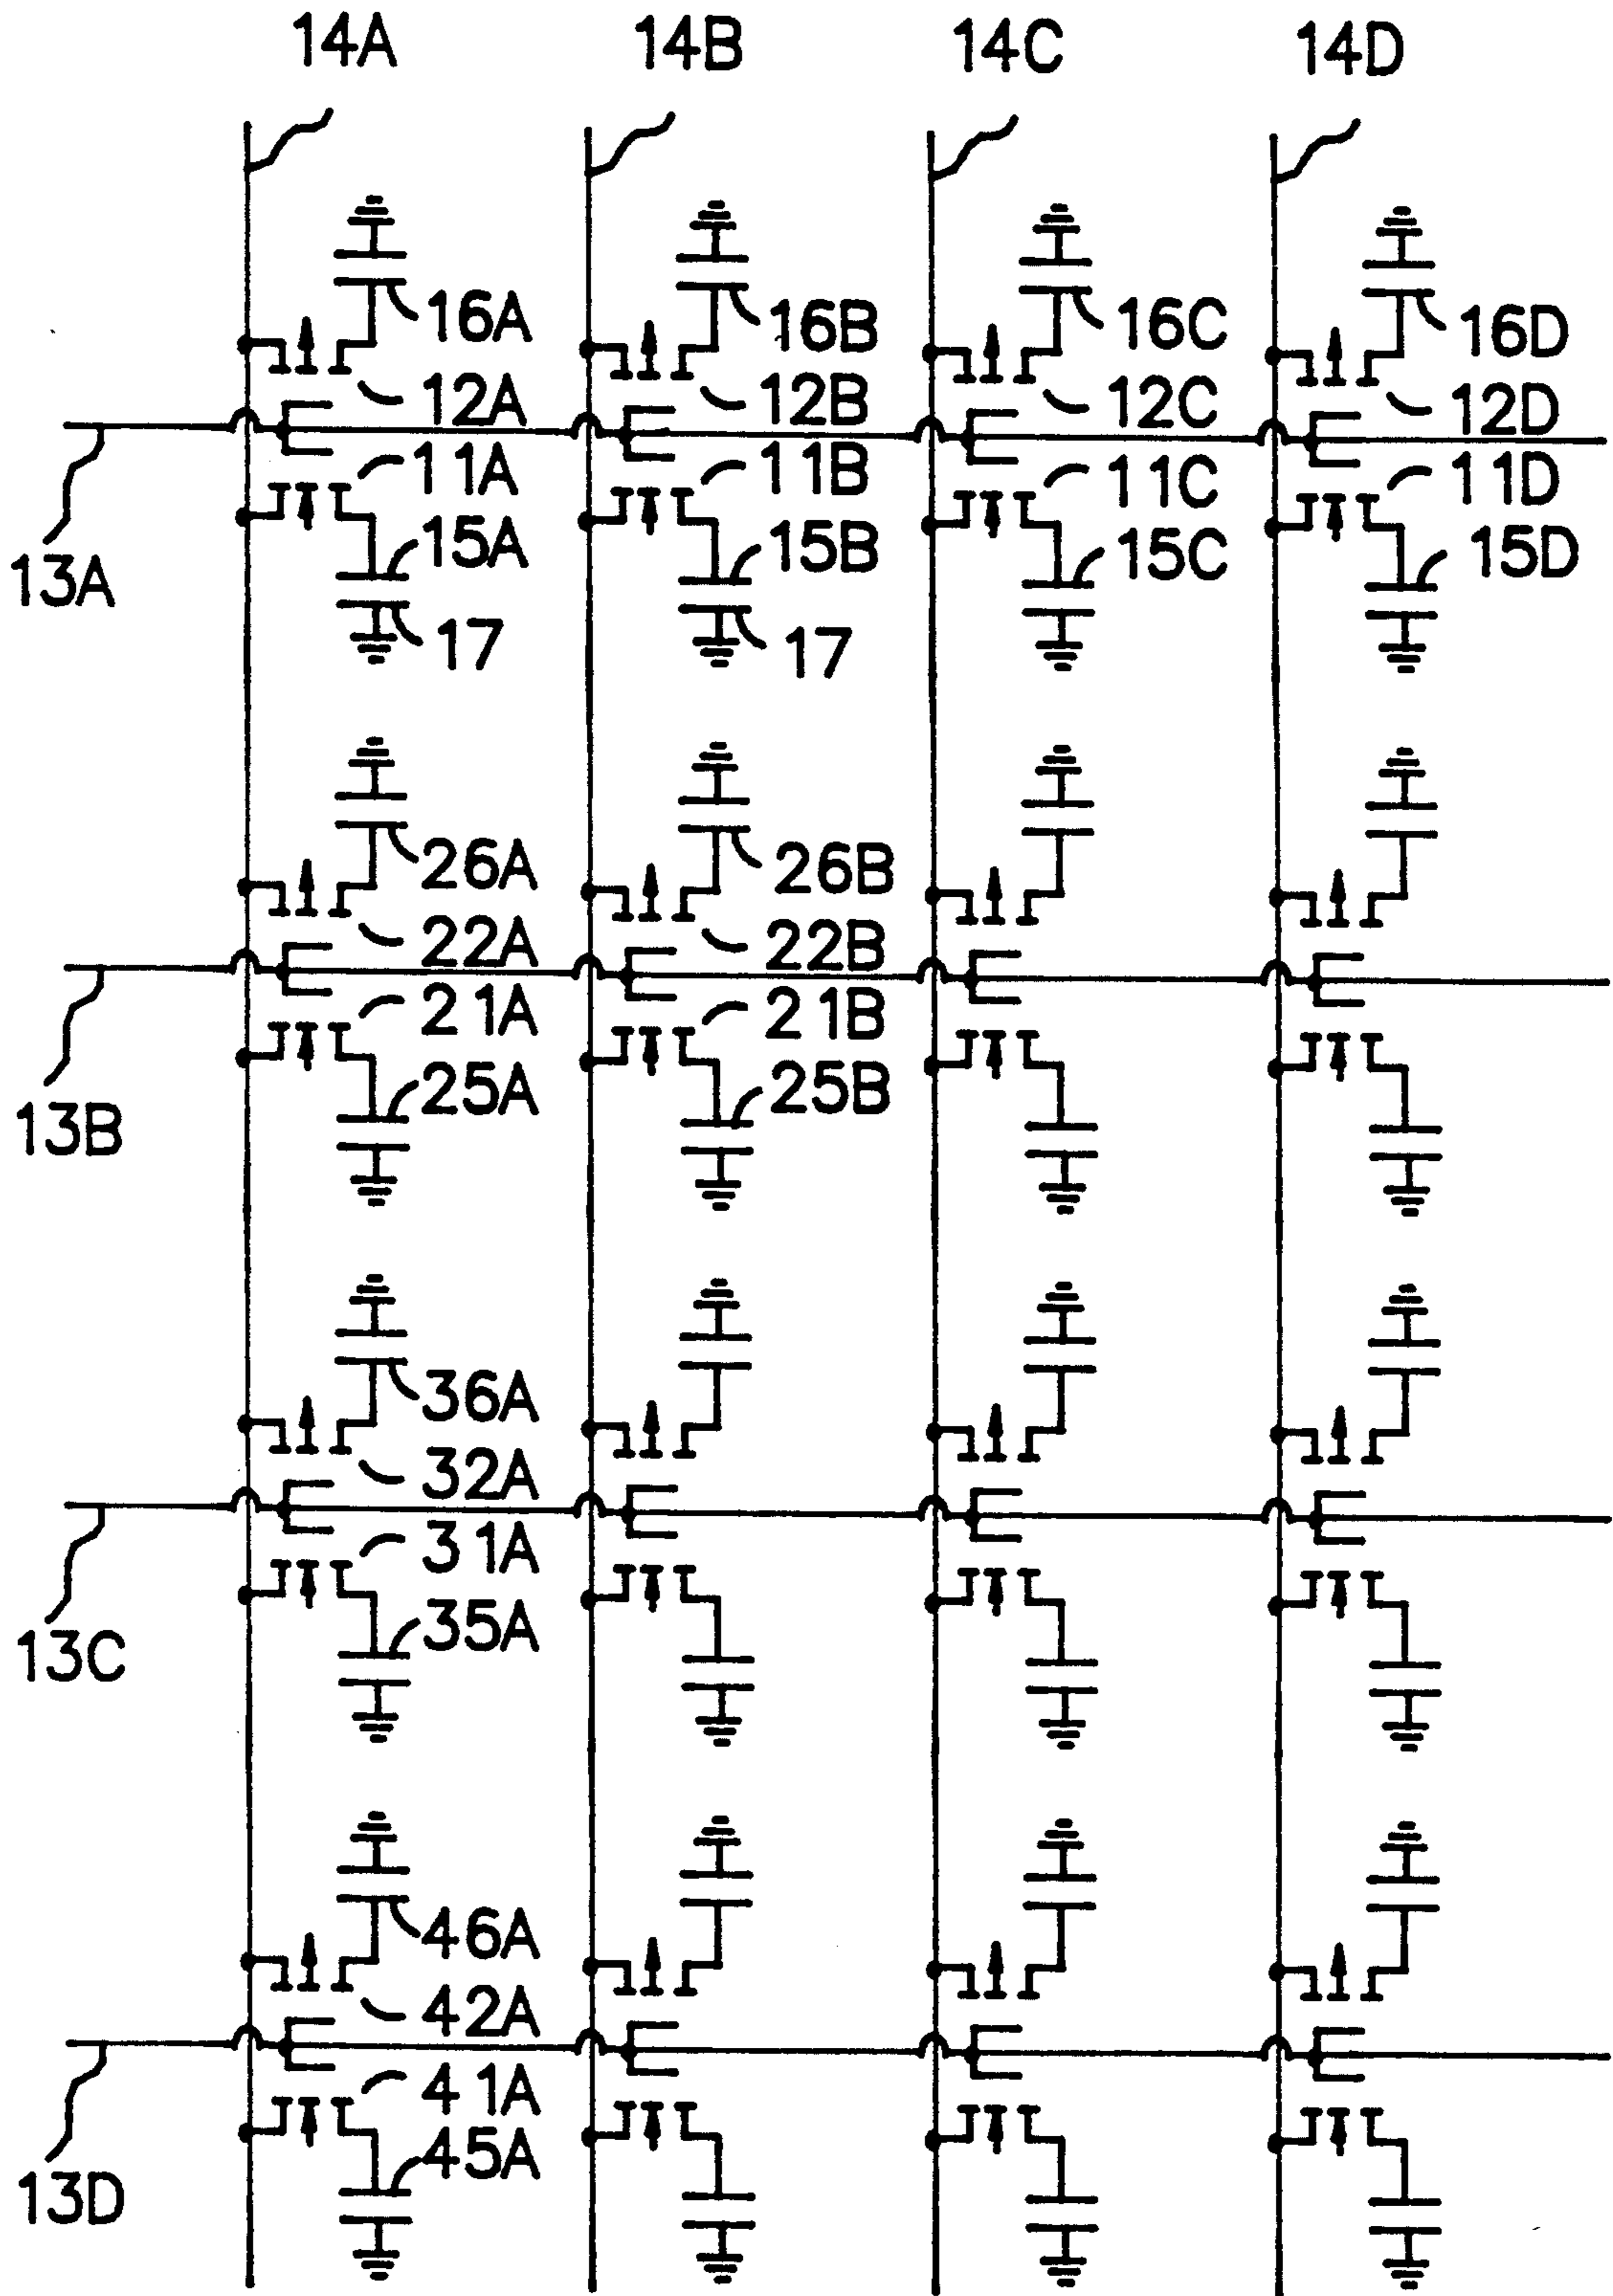 14A 14B 14C 14D
16A 16B 16C 16D
12A 12B 12C 12D
11A 11B 11C 11D
13A 15A 15B 15C 15D
17 17
26A 26B
22A 22B
21A 21B
13B 25A 25B
36A
32A
31A
13C 35A
46A
42A
41A
13D 45A